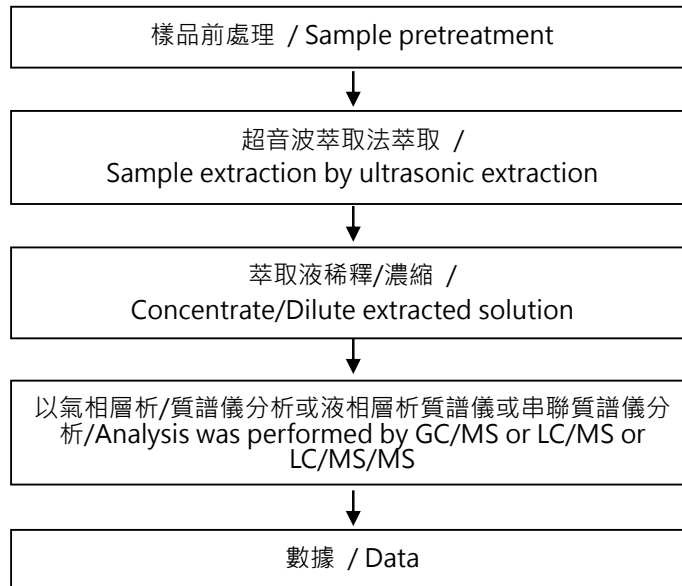 樣品前處理 / Sample pretreatment
超音波萃取法萃取 /
Sample extraction by ultrasonic extraction
萃取液稀釋/濃縮 /
Concentrate/Dilute extracted solution
以氣相層析/質譜儀分析或液相層析質譜儀或串聯質譜儀分
析/Analysis was performed by GC/MS or LC/MS or
LC/MS/MS
數據 / Data